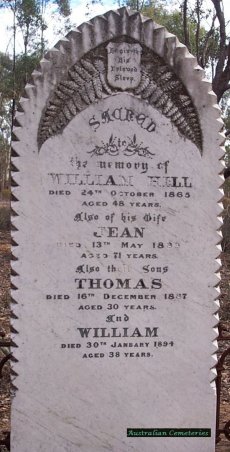 He giveth
His
Beloved
Sleep.
SACRED
to
the memory of
WILLIAM HILL
DIED 24TH OCTOBER 1865
AGED 48 YEARS.
Also of his Wife
JEAN
DIED 13TH MAY
AGED 71 YEARS.
Also their Sons
THOMAS
DIED 16TH DECEMBER 1887
AGED 30 YEARS.
And
WILLIAM
DIED 30TH JANUARY 1894
AGED 38 YEARS.
Australian Cemeteries